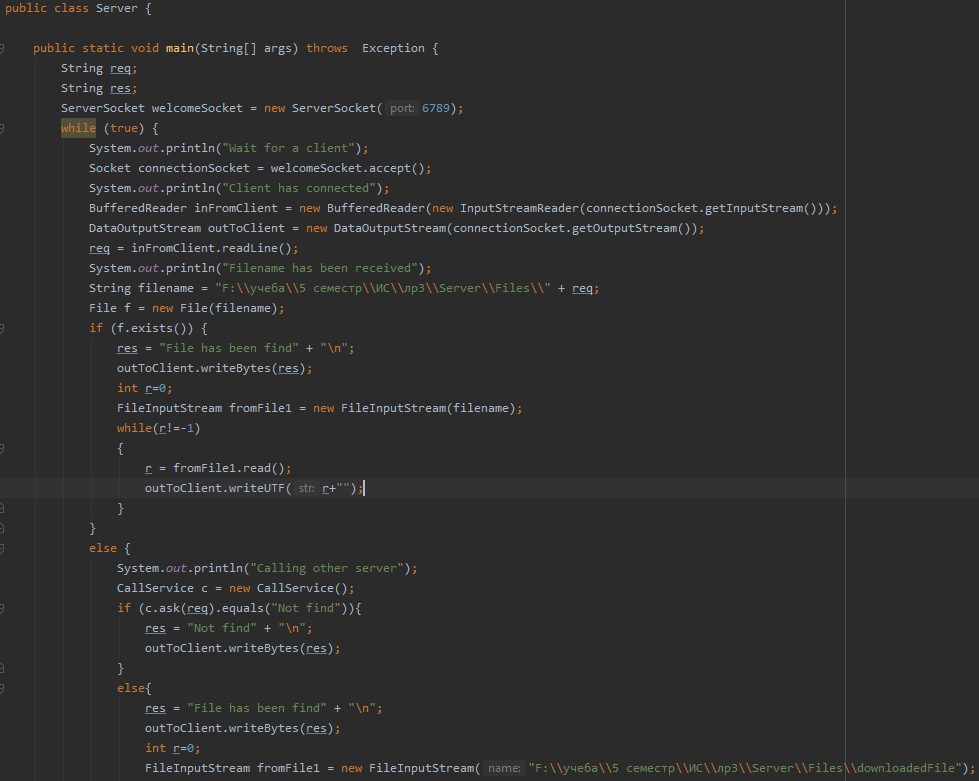 public class Server {
public static void main(String[] args) throws  Exception {
String req;
String res;
ServerSocket welcomeSocket = new ServerSocket( port: 6789);
while (true) {
System.out.println("Wait for a client");
Socket connectionSocket = welcomeSocket.accept();
System.out.println("Client has connected");
BufferedReader inFromClient = new BufferedReader(new InputStreamReader(connectionSocket.getInputStream()));
DataOutputStream outToClient = new DataOutputStream(connectionSocket.getOutputStream());
req = inFromClient.readLine();
System.out.println("Filename has been received");
String filename = "F:\\учеба\\5 семестр\\ИС\\лр3\\Server\\Files\\" + req;
File f = new File(filename);
if (f.exists()) {
res = "File has been find" + "\n";
outToClient.writeBytes(res);
int r=0;
FileInputStream fromFile1 = new FileInputStream(filename);
while(r!=-1)
{
r = fromFile1.read();
outToClient.writeUTF( str: r+"");
}
}
else {
System.out.println("Calling other server");
CallService c = new CallService();
if (c.ask(req).equals("Not find")){
res = "Not find" + "\n";
outToClient.writeBytes(res);
}
else{
res = "File has been find" + "\n";
outToClient.writeBytes(res);
int r=0;
FileInputStream fromFile1 = new FileInputStream( name: "F:\\учеба\\5 семестр\\ИС\\лр3\\Server\\Files\\downloadedFile");